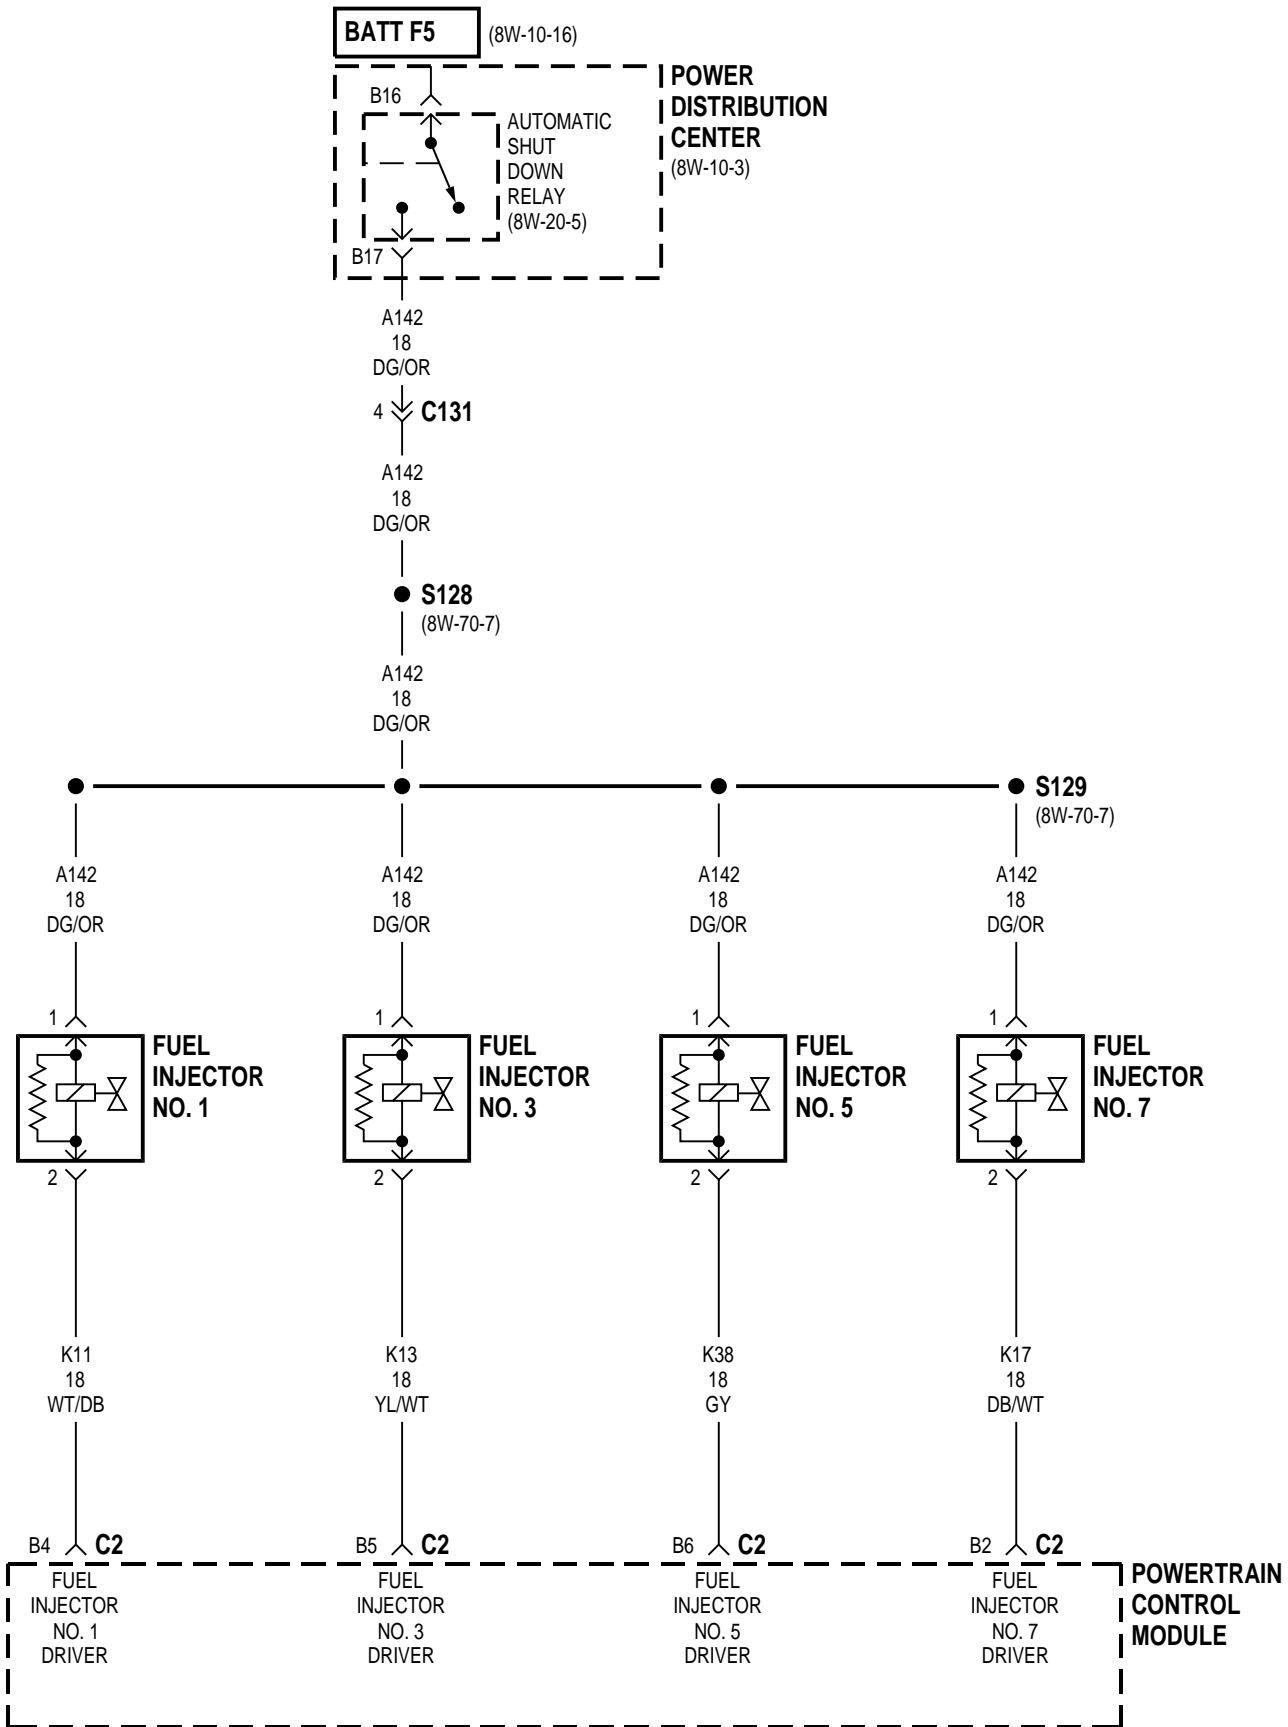 BATT F5 (8W-10-16)
POWER
DISTRIBUTION
CENTER
(8W-10-3)
B16
AUTOMATIC
SHUT
DOWN
RELAY
(8W-20-5)
B17
A142
18
DG/OR
4 C131
A142
18
DG/OR
S128
(8W-70-7)
A142
18
DG/OR
S129
(8W-70-7)
A142 A142 A142 A142
18 18 18 18
DG/OR DG/OR DG/OR DG/OR
1 1 1 1
FUEL FUEL FUEL FUEL
INJECTOR INJECTOR INJECTOR INJECTOR
NO. 1 NO. 3 NO. 5 NO. 7
2 2 2 2
K11 K13 K38 K17
18 18 18 18
WT/DB YL/WT GY DB/WT
B4 C2 B5 C2 B6 C2 B2 C2
FUEL FUEL FUEL FUEL
INJECTOR INJECTOR INJECTOR INJECTOR
NO. 1 NO. 3 NO. 5 NO. 7
DRIVER DRIVER DRIVER DRIVER
POWERTRAIN
CONTROL
MODULE